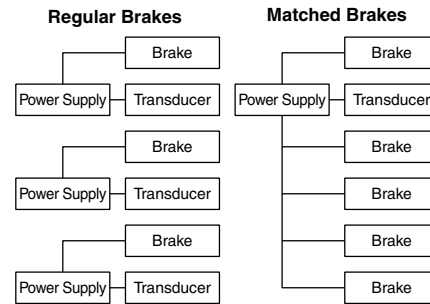 Regular Brakes
Brake
Power Supply
Transducer
Brake
Power Supply
Transducer
Brake
Power Supply
Transducer
Matched Brakes
Brake
Power Supply
Transducer
Brake
Brake
Brake
Brake